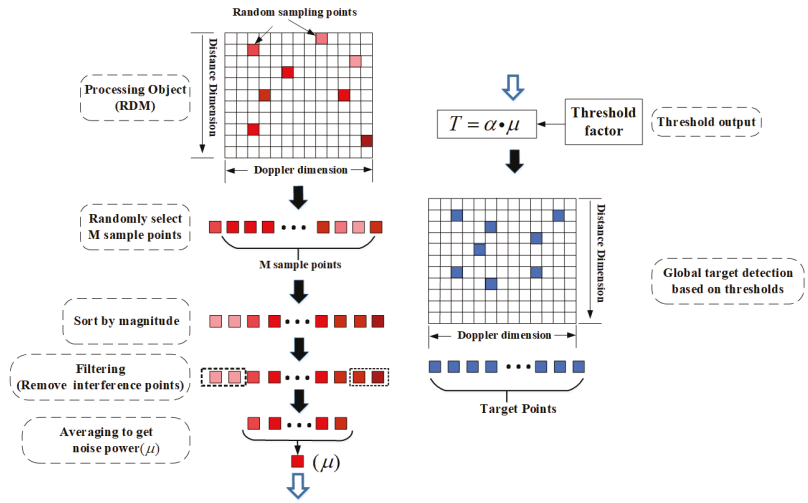 Random sampling points
Distance Dimension
Processing Object
(RDM)
Doppler dimension
Randomly select
M sample points
M sample points
Sort by magnitude
Filtering
(Remove interference points)
Averaging to get
noise power(μ)
(μ)
T = α•μ
Threshold
factor
Threshold output
Distance Dimension
Global target detection
based on thresholds
Doppler dimension
Target Points